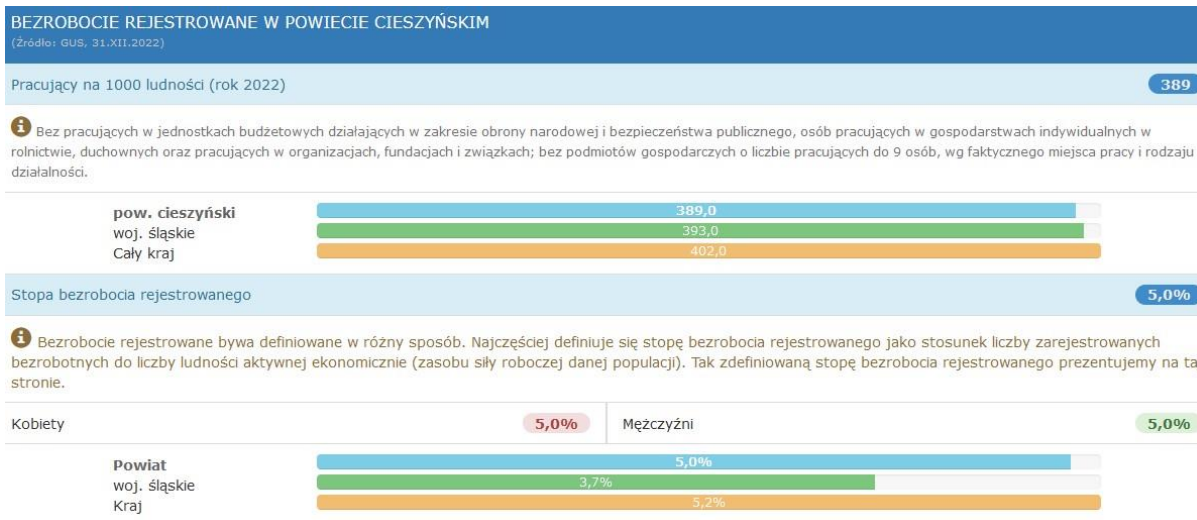 BEZROBOCIE REJESTROWANE W POWIECIE CIESZYŃSKIM
(Źródło: GUS, 31.XII.2022)
Pracujący na 1000 ludności (rok 2022) 389
Bez pracujących w jednostkach budżetowych działających w zakresie obrony narodowej i bezpieczeństwa publicznego, osób pracujących w gospodarstwach indywidualnych w
rolnictwie, duchownych oraz pracujących w organizacjach, fundacjach i związkach; bez podmiotów gospodarczych o liczbie pracujących do 9 osób, wg faktycznego miejsca pracy i rodzaju
działalności.
pow. cieszyński 389,0
woj. śląskie 393,0
Cały kraj 402,0
Stopa bezrobocia rejestrowanego 5,0%
Bezrobocie rejestrowane bywa definiowane w różny sposób. Najczęściej definiuje się stopę bezrobocia rejestrowanego jako stosunek liczby zarejestrowanych
bezrobotnych do liczby ludności aktywnej ekonomicznie (zasobu siły roboczej danej populacji). Tak zdefiniowaną stopę bezrobocia rejestrowanego prezentujemy na ta
stronie.
Kobiety 5,0% Mężczyźni 5,0%
Powiat 5,0%
woj. śląskie 3,7%
Kraj 5,2%